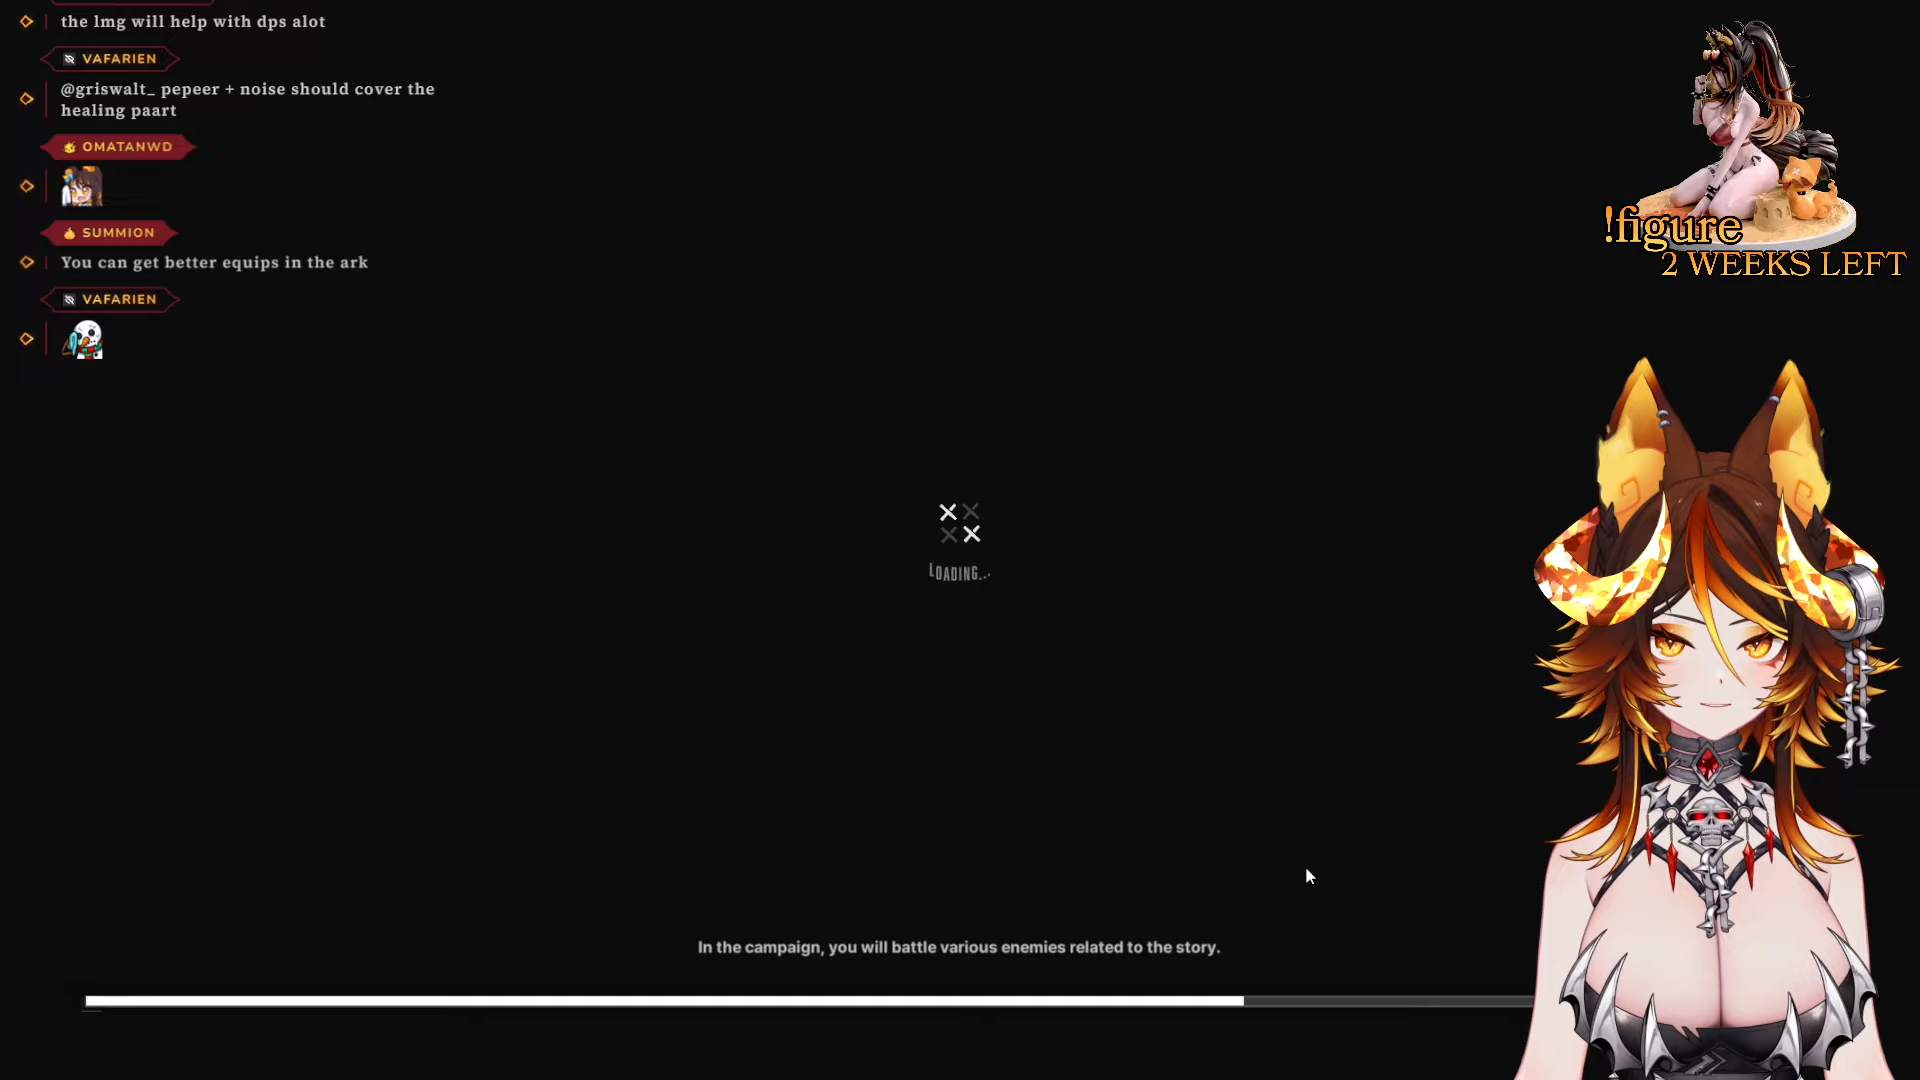 the lmg will help with dps alot
VAFARIEN
@griswalt_ pepeer + noise should cover the
healing paart
OMATANWD
SUMMION
You can get better equips in the ark
VAFARIEN
!figure
2 WEEKS LEFT
LOADING...
In the campaign, you will battle various enemies related to the story.